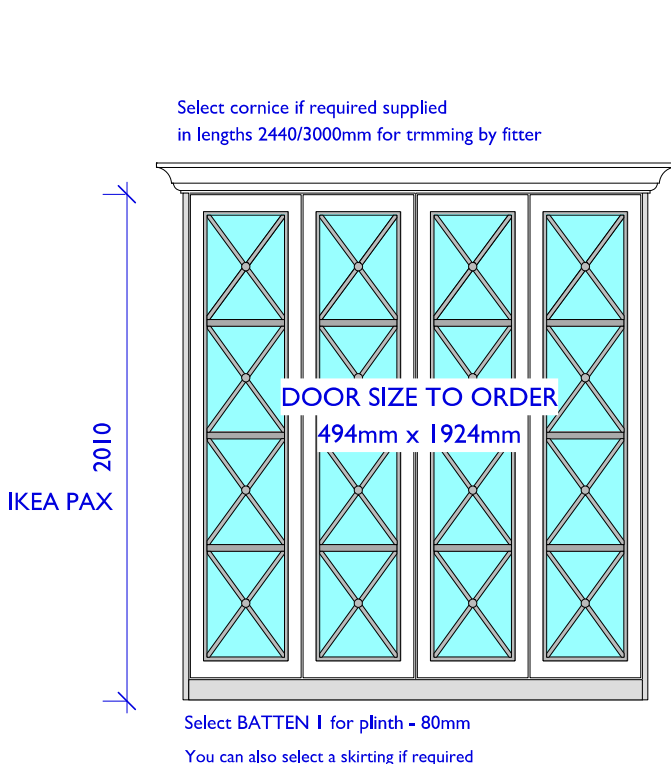 Select cornice if required supplied
in lengths 2440/3000mm for trmming by fitter
2010
IKEA PAX
DOOR SIZE TO ORDER
494mm x 1924mm
Select BATTEN 1 for plinth - 80mm
You can also select a skirting if required